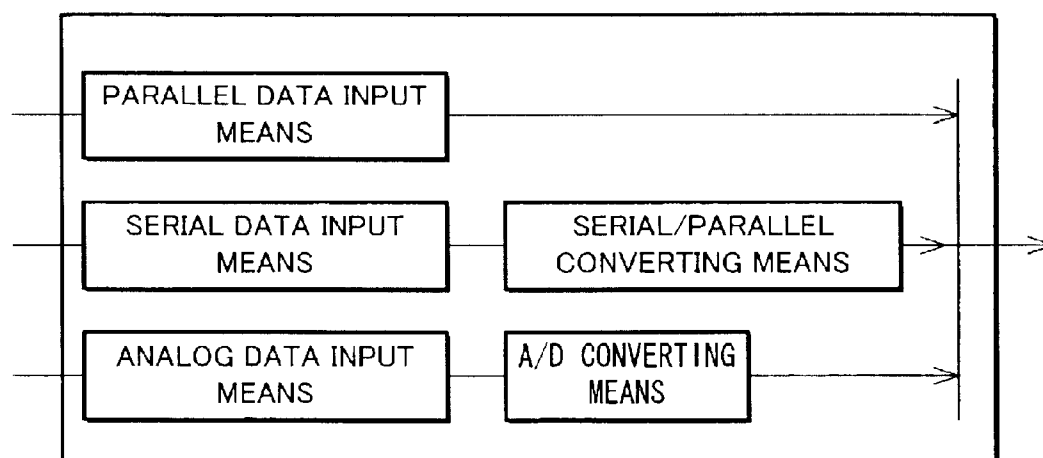 PARALLEL DATA INPUT
MEANS
SERIAL DATA INPUT
MEANS
SERIAL/PARALLEL
CONVERTING MEANS
ANALOG DATA INPUT
MEANS
A/D CONVERTING
MEANS